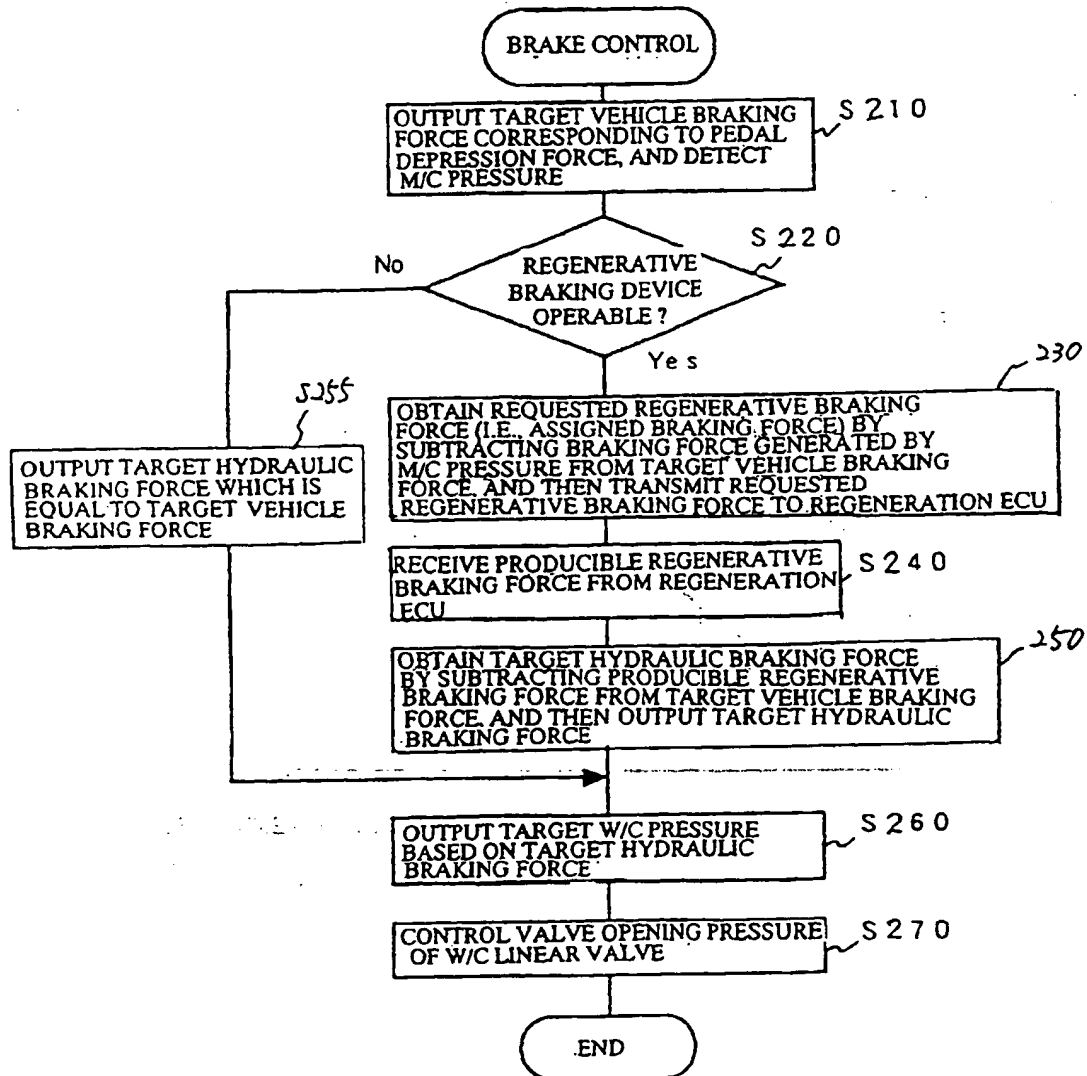 BRAKE CONTROL
OUTPUT TARGET VEHICLE BRAKING
FORCE CORRESPONDING TO PEDAL
DEPRESSION FORCE, AND DETECT
M/C PRESSURE
S210
REGENERATIVE
BRAKING DEVICE
OPERABLE ?
S220
No
Yes
S255
OUTPUT TARGET HYDRAULIC
BRAKING FORCE WHICH IS
EQUAL TO TARGET VEHICLE
BRAKING FORCE
230
OBTAIN REQUESTED REGENERATIVE BRAKING
FORCE (I.E., ASSIGNED BRAKING FORCE) BY
SUBTRACTING BRAKING FORCE GENERATED BY
M/C PRESSURE FROM TARGET VEHICLE BRAKING
FORCE, AND THEN TRANSMIT REQUESTED
REGENERATIVE BRAKING FORCE TO REGENERATION ECU
RECEIVE PRODUCIBLE REGENERATIVE
BRAKING FORCE FROM REGENERATION
ECU
S240
250
OBTAIN TARGET HYDRAULIC BRAKING FORCE
BY SUBTRACTING PRODUCIBLE REGENERATIVE
BRAKING FORCE FROM TARGET VEHICLE BRAKING
FORCE, AND THEN OUTPUT TARGET HYDRAULIC
BRAKING FORCE
OUTPUT TARGET W/C PRESSURE
BASED ON TARGET HYDRAULIC
BRAKING FORCE
S260
CONTROL VALVE OPENING PRESSURE
OF W/C LINEAR VALVE
S270
END